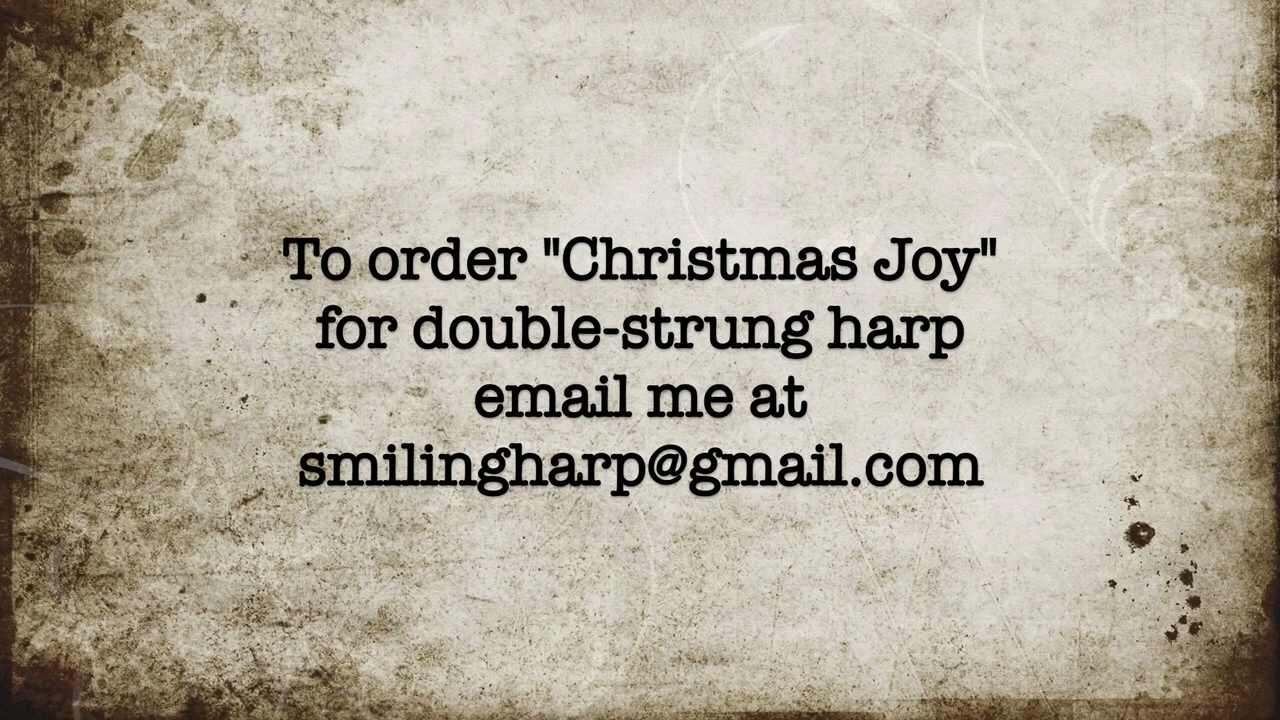 To order "Christmas Joy"
for double-strung harp
email me at
smilingharp@gmail.com